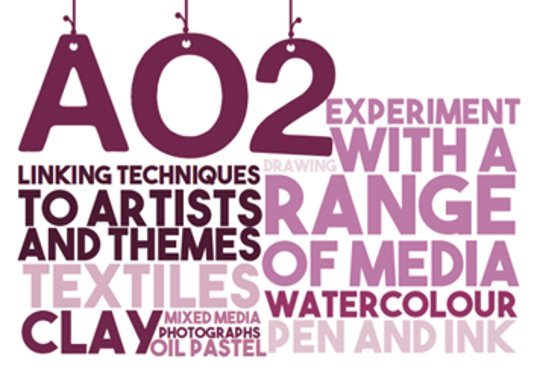 AO2
EXPERIMENT
WITH A
DRAWING
RANGE
OF MEDIA
WATERCOLOUR
PEN AND INK
LINKING TECHNIQUES
TO ARTISTS
AND THEMES
TEXTILES
CLAY
MIXED MEDIA
PHOTOGRAPHS
OIL PASTEL